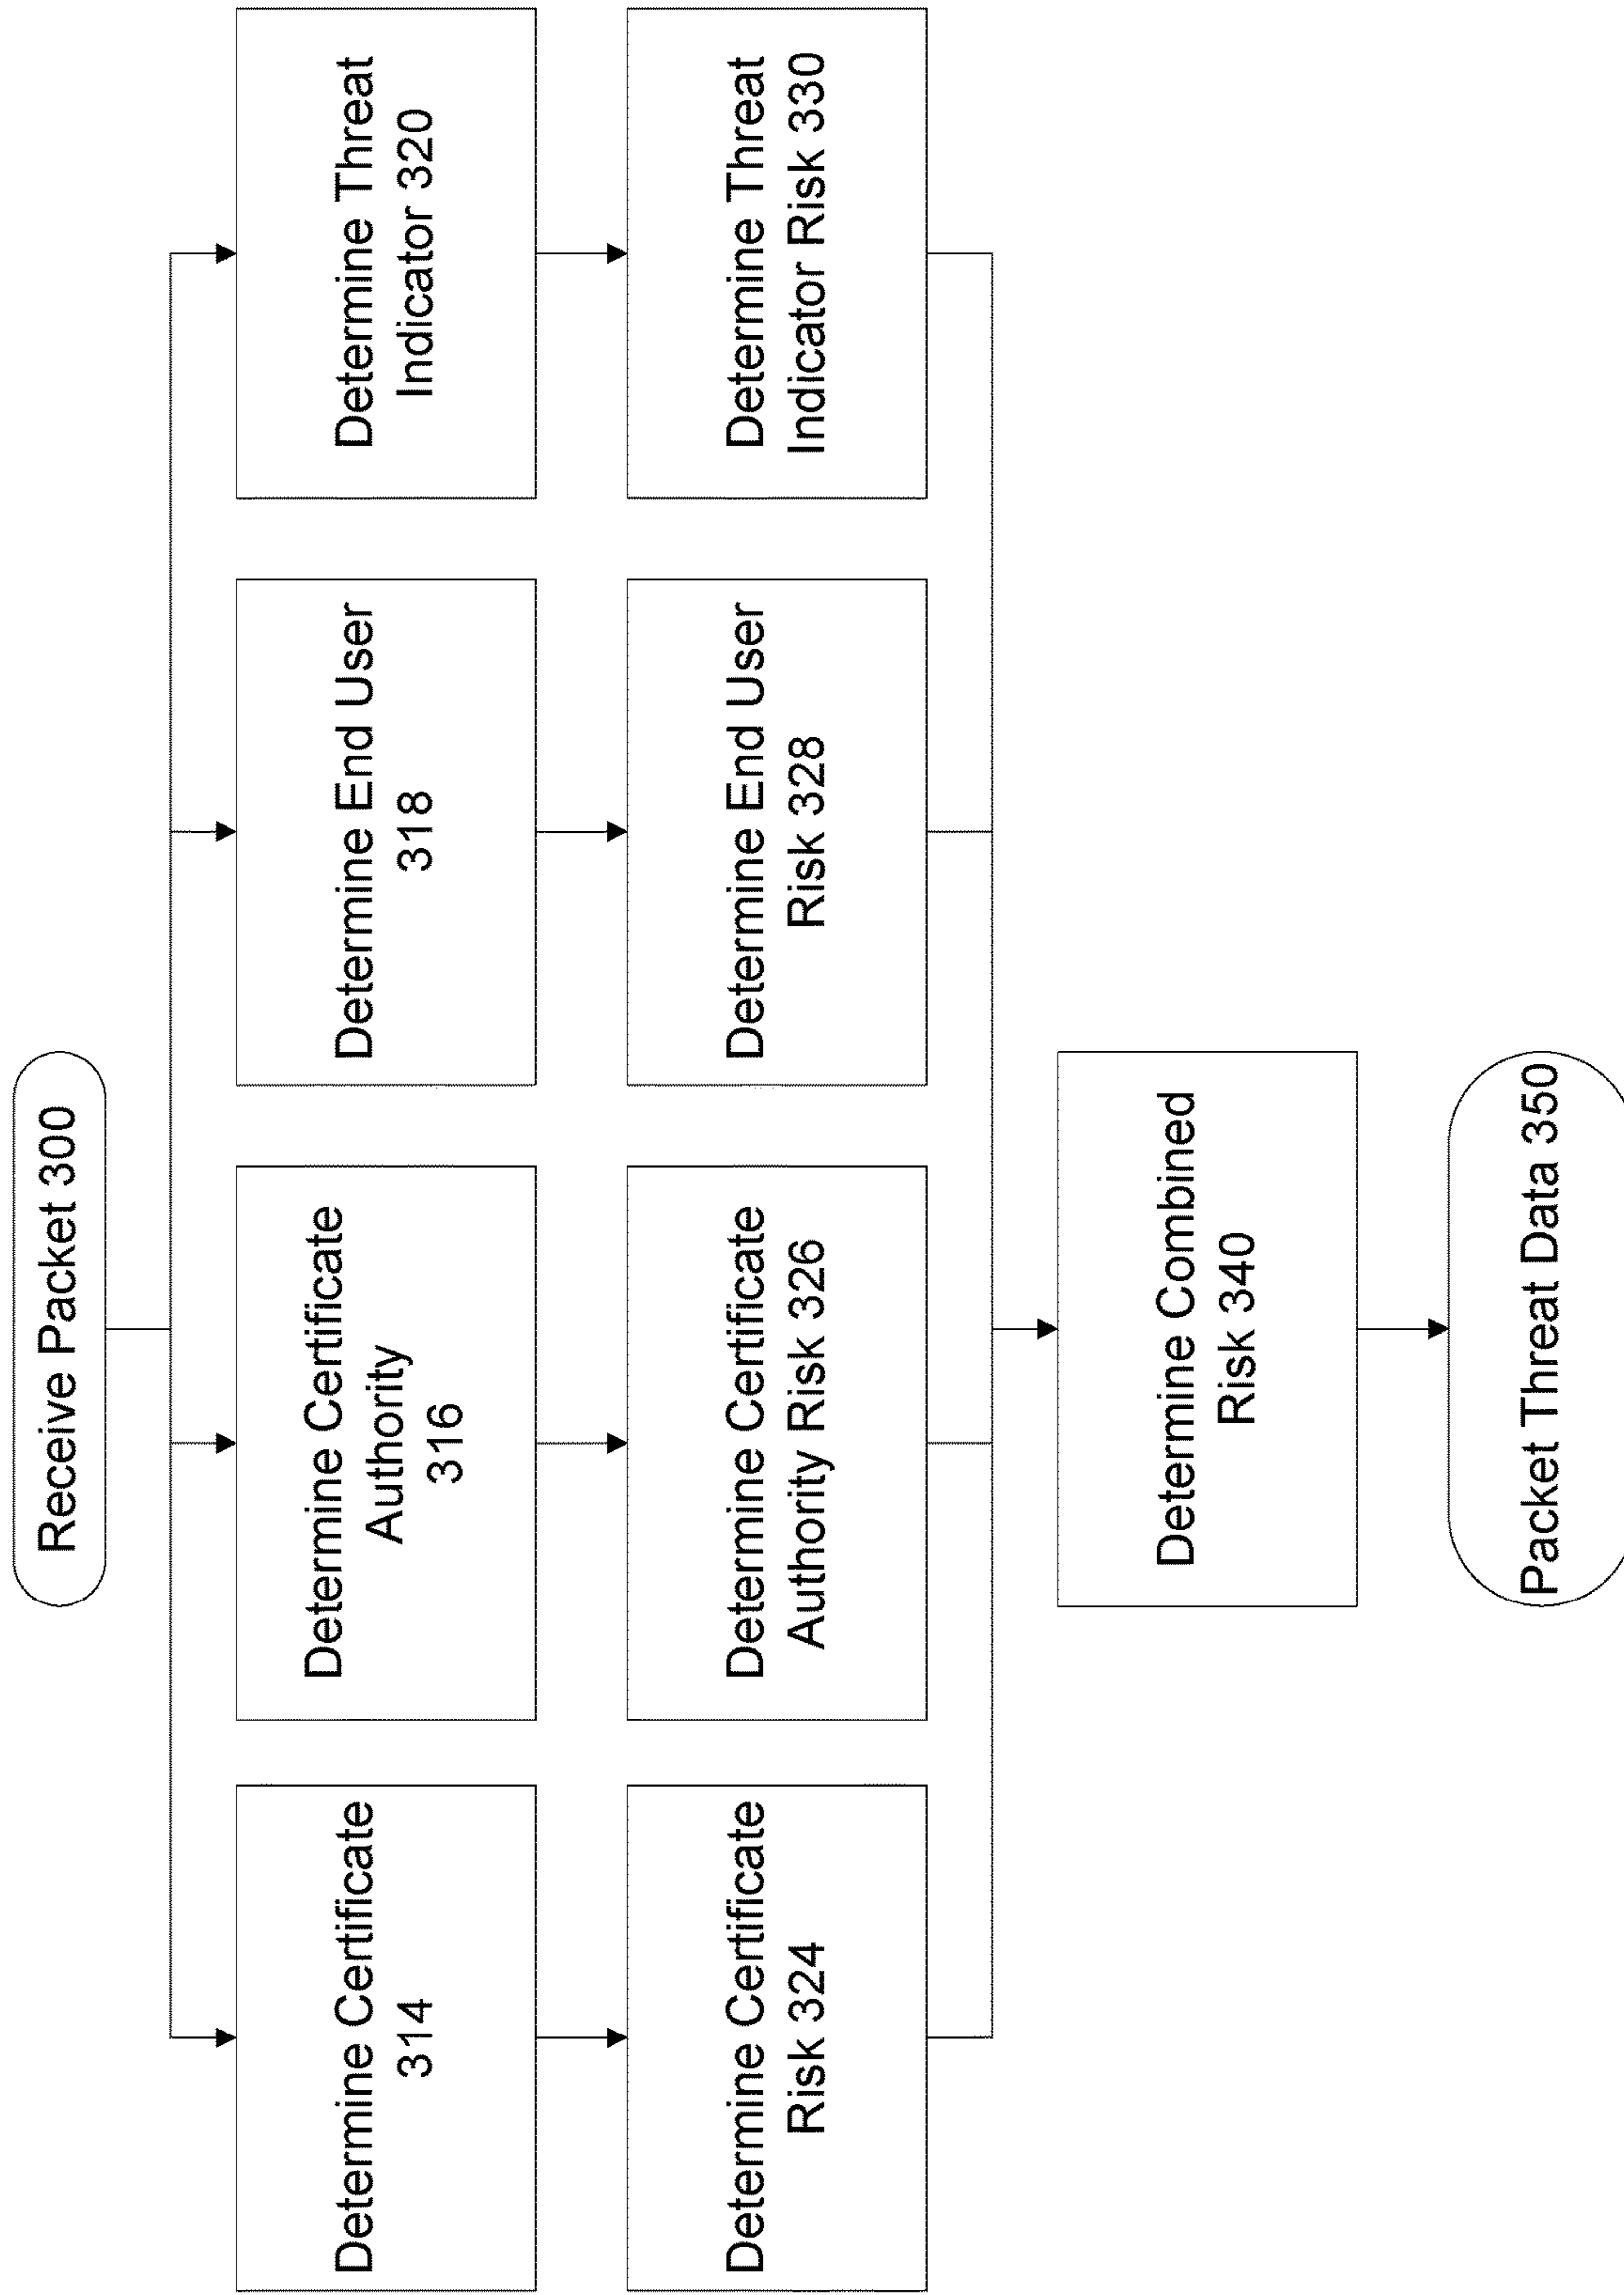 Receive Packet 300
Determine Certificate
314
Determine Certificate
Authority
316
Determine End User
318
Determine Threat
Indicator 320
Determine Certificate
Risk 324
Determine Certificate
Authority Risk 326
Determine End User
Risk 328
Determine Threat
Indicator Risk 330
Determine Combined
Risk 340
Packet Threat Data 350